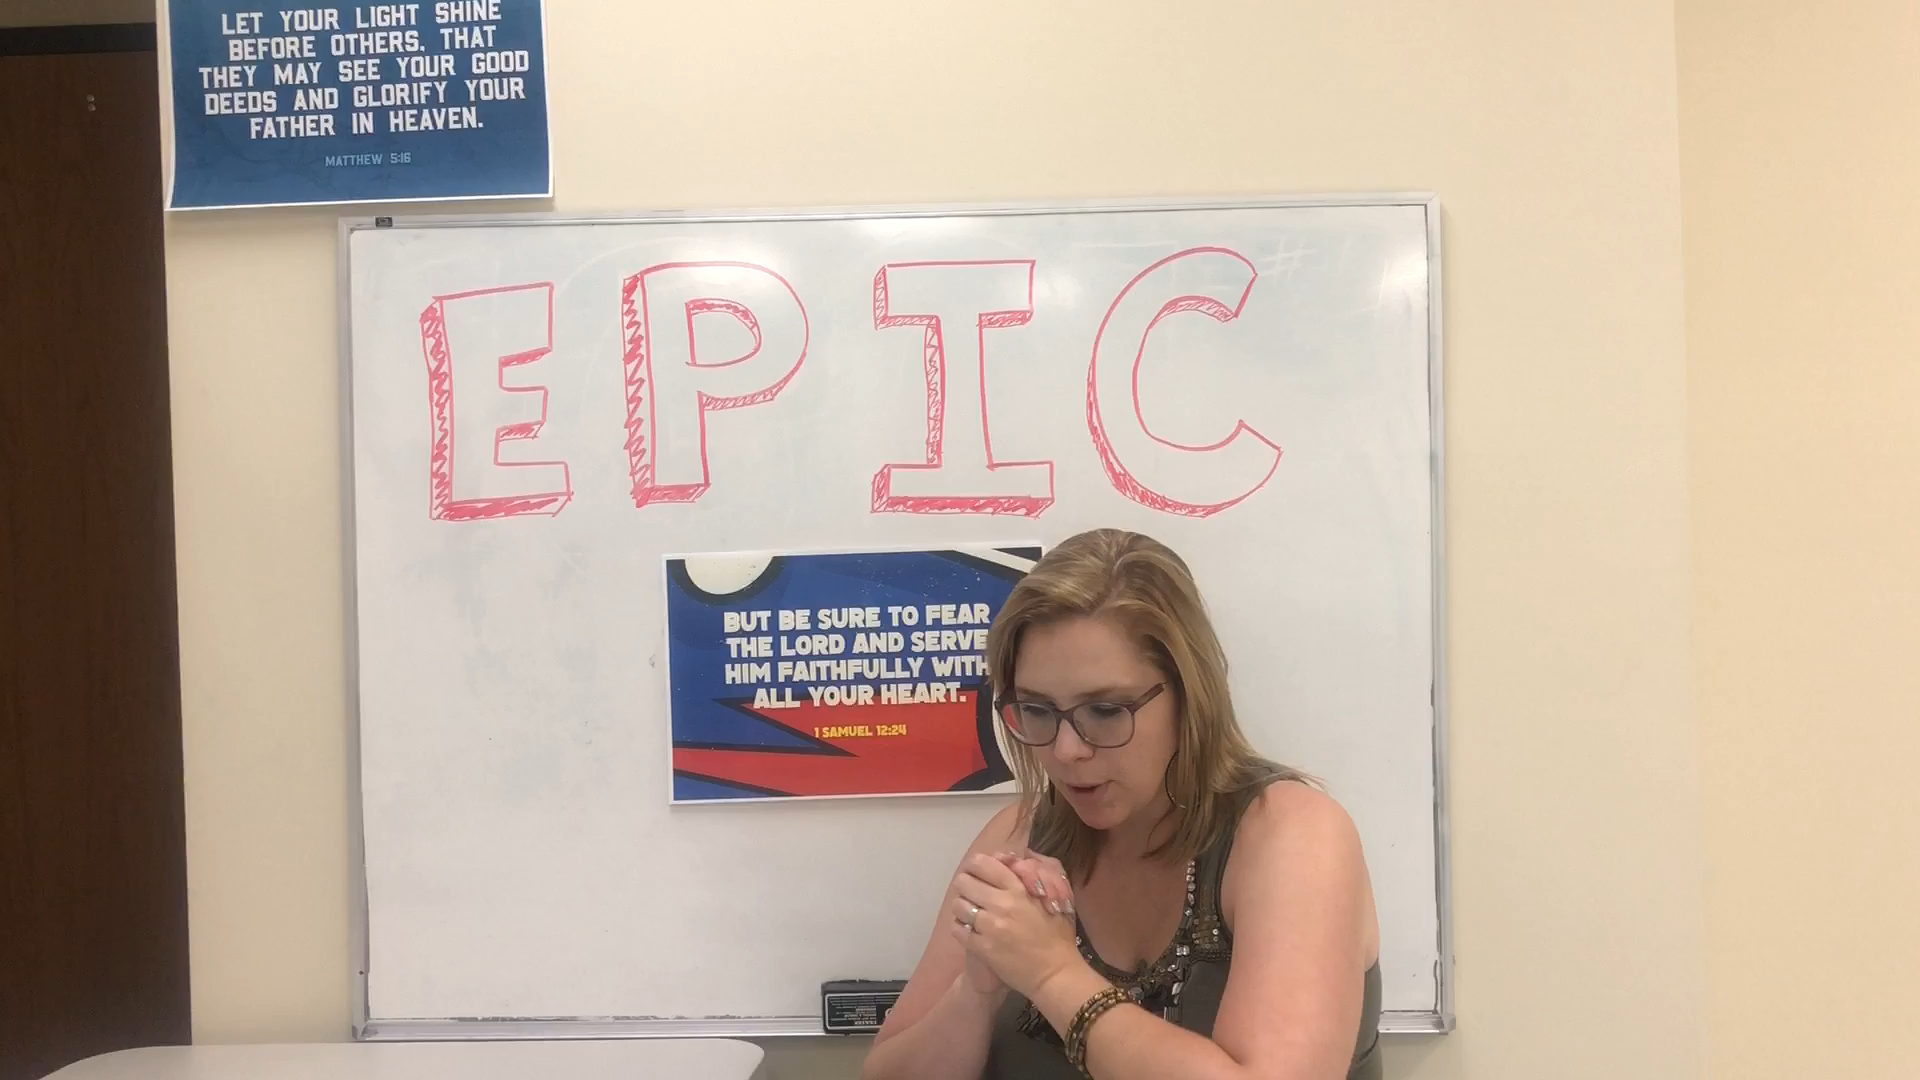 LET YOUR LIGHT SHINE
BEFORE OTHERS, THAT
THEY MAY SEE YOUR GOOD
DEEDS AND GLORIFY YOUR
FATHER IN HEAVEN.
MATTHEW 5:16
EPIC
BUT BE SURE TO FEAR
THE LORD AND SERVE
HIM FAITHFULLY WITH
ALL YOUR HEART.
1 SAMUEL 12:24